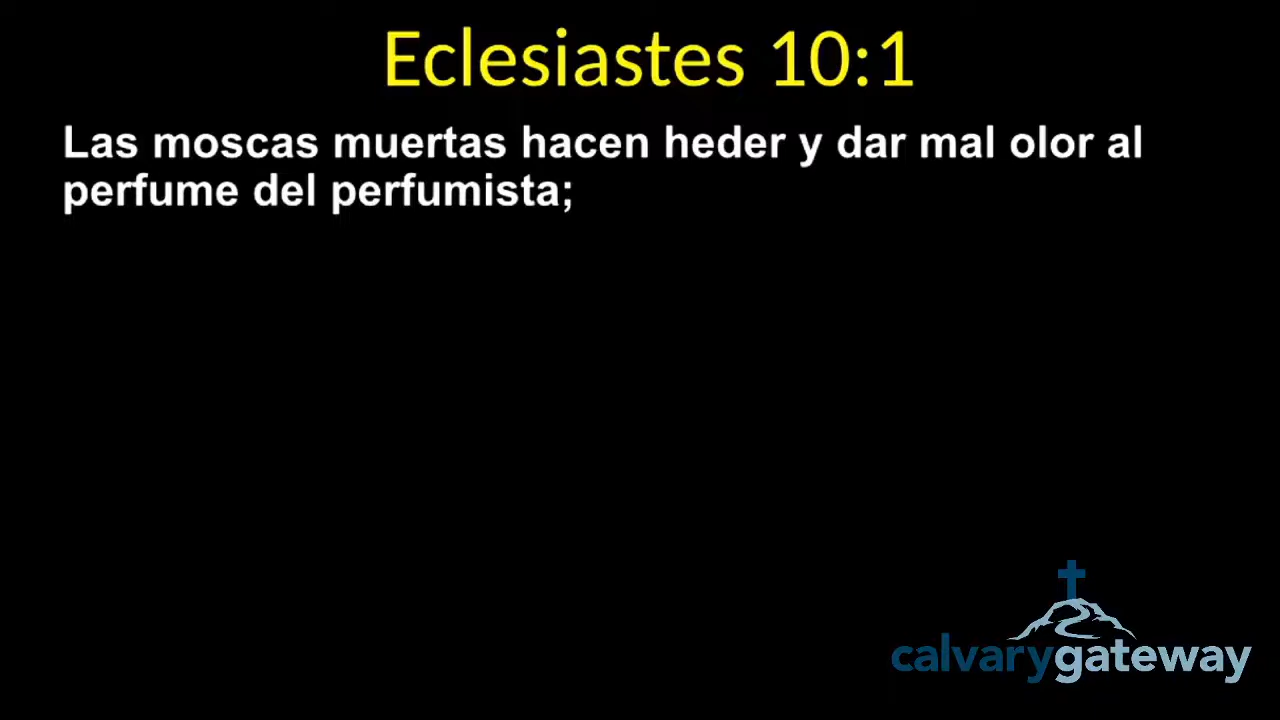 Eclesiastes 10:1
Las moscas muertas hacen heder y dar mal olor al
perfume del perfumista;
calvarygateway